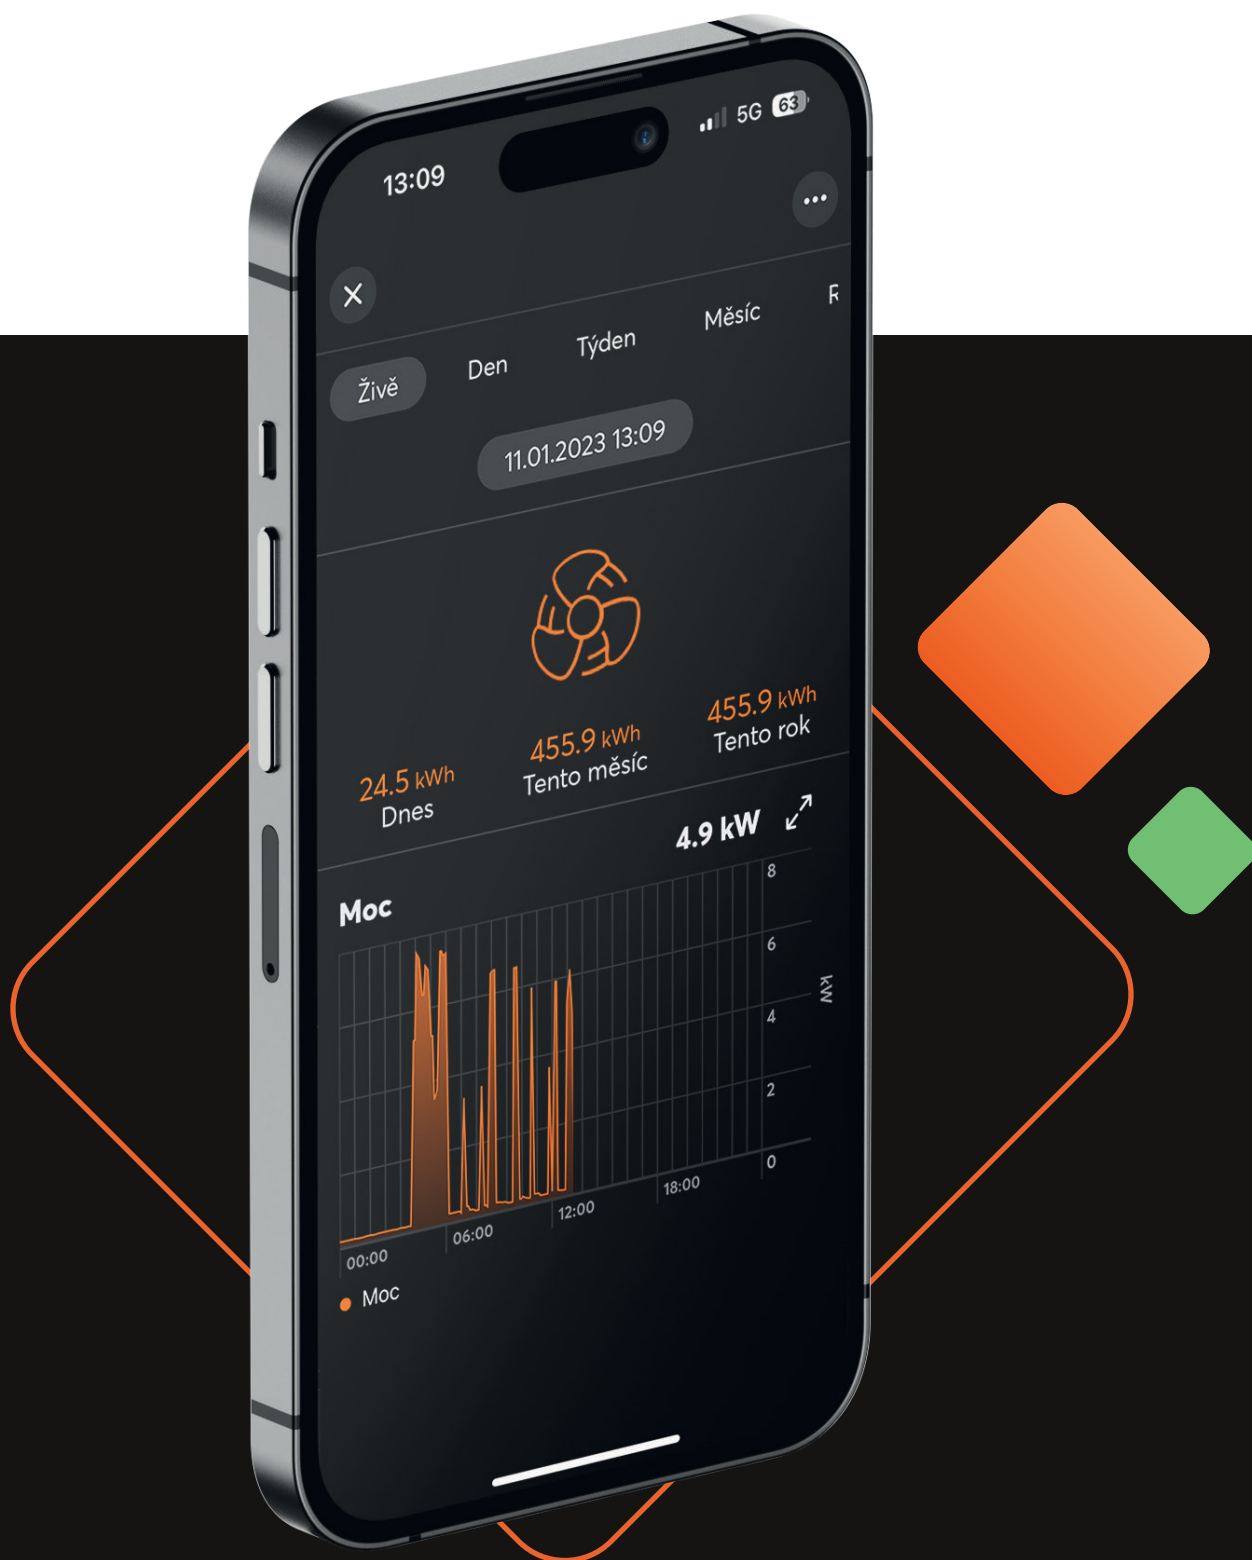 13:09
5G 63
Živě Den Týden Měsíc R
11.01.2023 13:09
24.5 kWh
Dnes
455.9 kWh
Tento měsíc
455.9 kWh
Tento rok
Moc
4.9 kW
8
6
4
2
0
kW
00:00 06:00 12:00 18:00
Moc